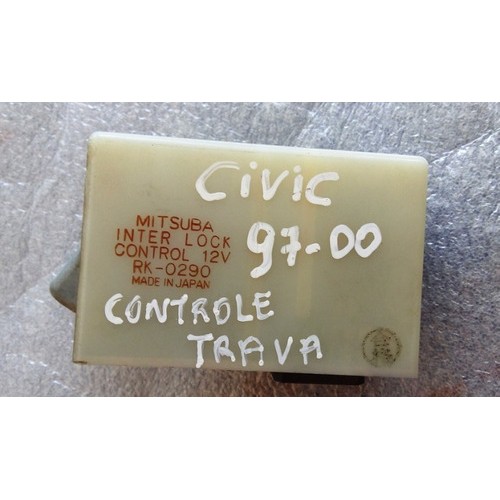 CIVIC
97-00
MITSUBA
INTER LOCK
CONTROL 12V
RK-0290
MADE IN JAPAN
CONTROLE
TRAVA